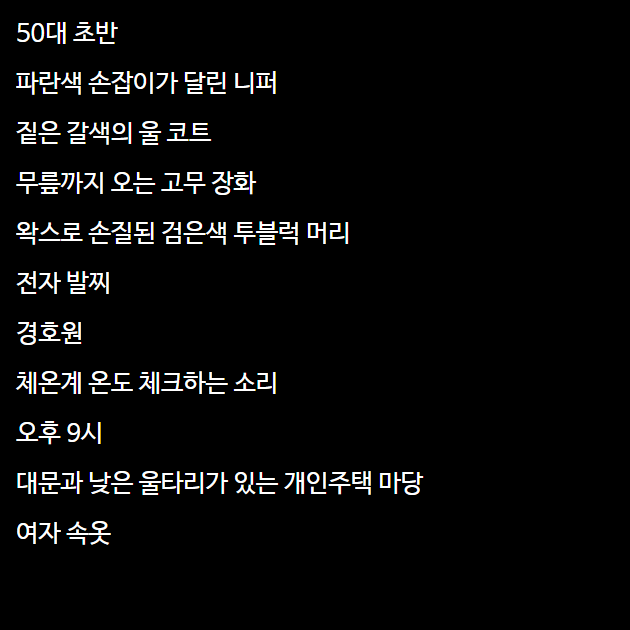 50대 초반
파란색 손잡이가 달린 니퍼
짙은 갈색의 울 코트
무릎까지 오는 고무 장화
왁스로 손질된 검은색 투블럭 머리
전자 발찌
경호원
체온계 온도 체크하는 소리
오후 9시
대문과 낮은 울타리가 있는 개인주택 마당
여자 속옷